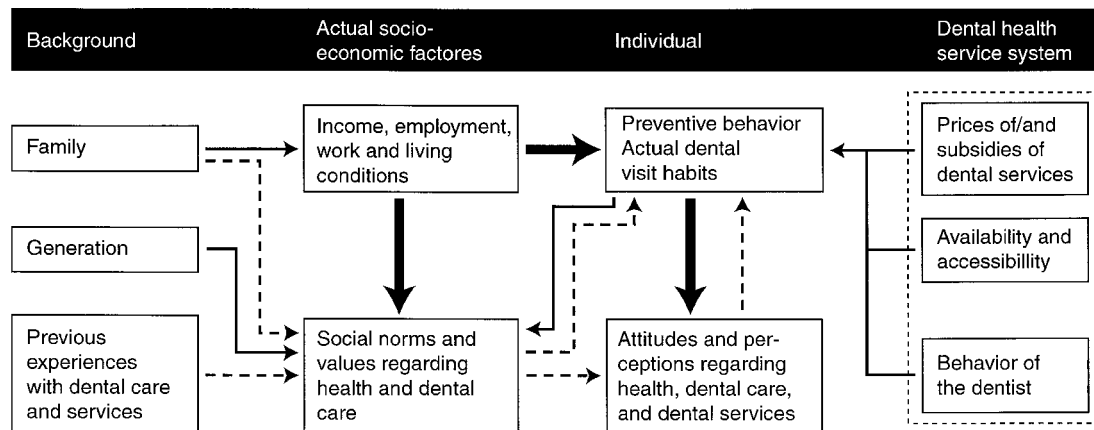 Background
Actual socio-
economic factores
Individual
Dental health
service system
Family
Income, employment,
work and living
conditions
Preventive behavior
Actual dental
visit habits
Prices of/and
subsidies of
dental services
Generation
Availability and
accessibillity
Previous
experiences
with dental care
and services
Social norms and
values regarding
health and dental
care
Attitudes and per-
ceptions regarding
health, dental care,
and dental services
Behavior of
the dentist